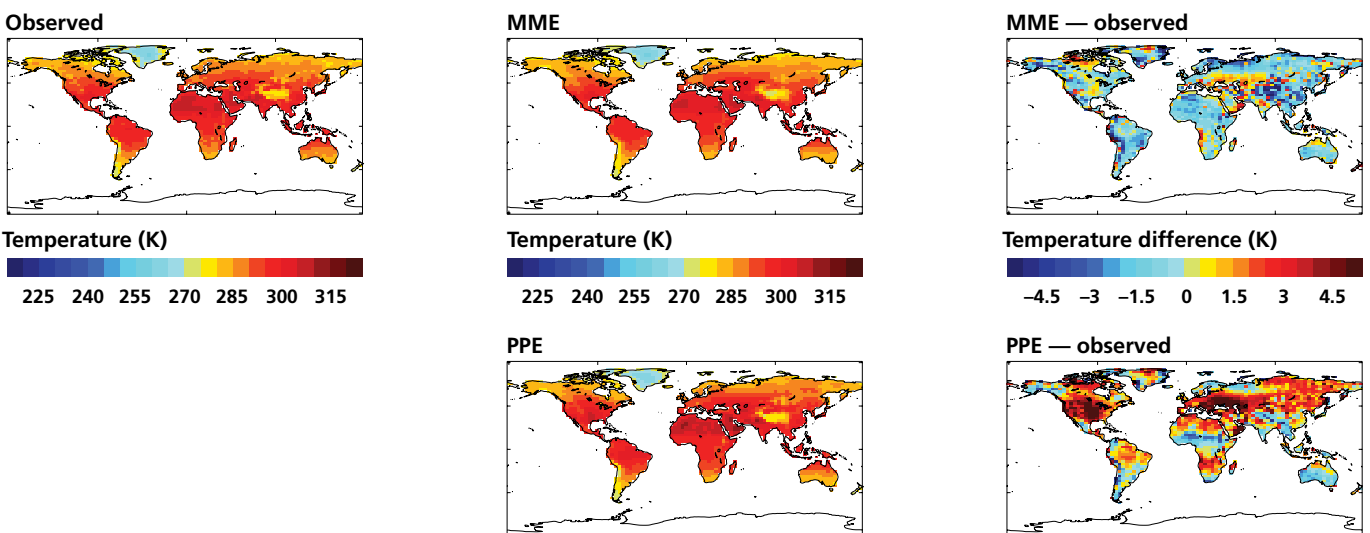 Observed
MME
MME — observed
Temperature (K)
Temperature (K)
Temperature difference (K)
225 240 255 270 285 300 315
225 240 255 270 285 300 315
−4.5 −3 −1.5 0 1.5 3 4.5
PPE
PPE — observed